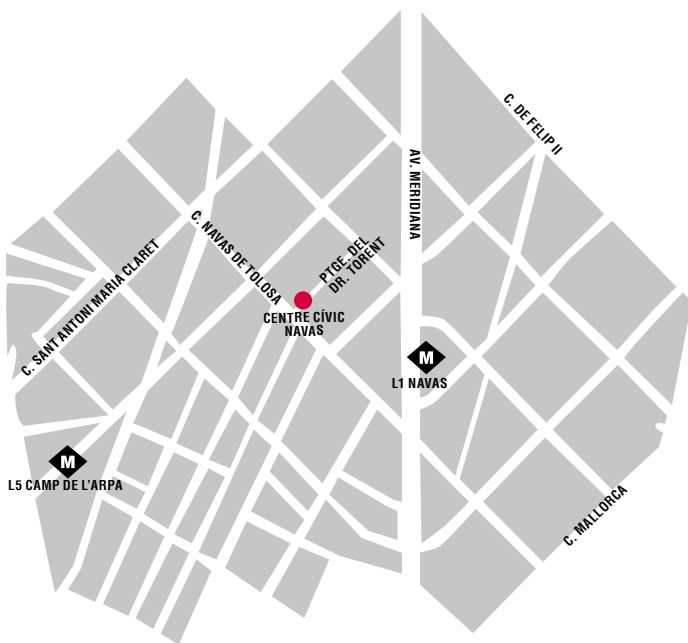 C. DE FELIP II
AV. MERIDIANA
C. NAVAS DE TOLOSA
PTGE. DEL
DR. TORENT
C. SANT ANTONI MARIA CLARET
CENTRE CÍVIC
NAVAS
M
L1 NAVAS
M
L5 CAMP DE L'ARPA
C. MALLORCA